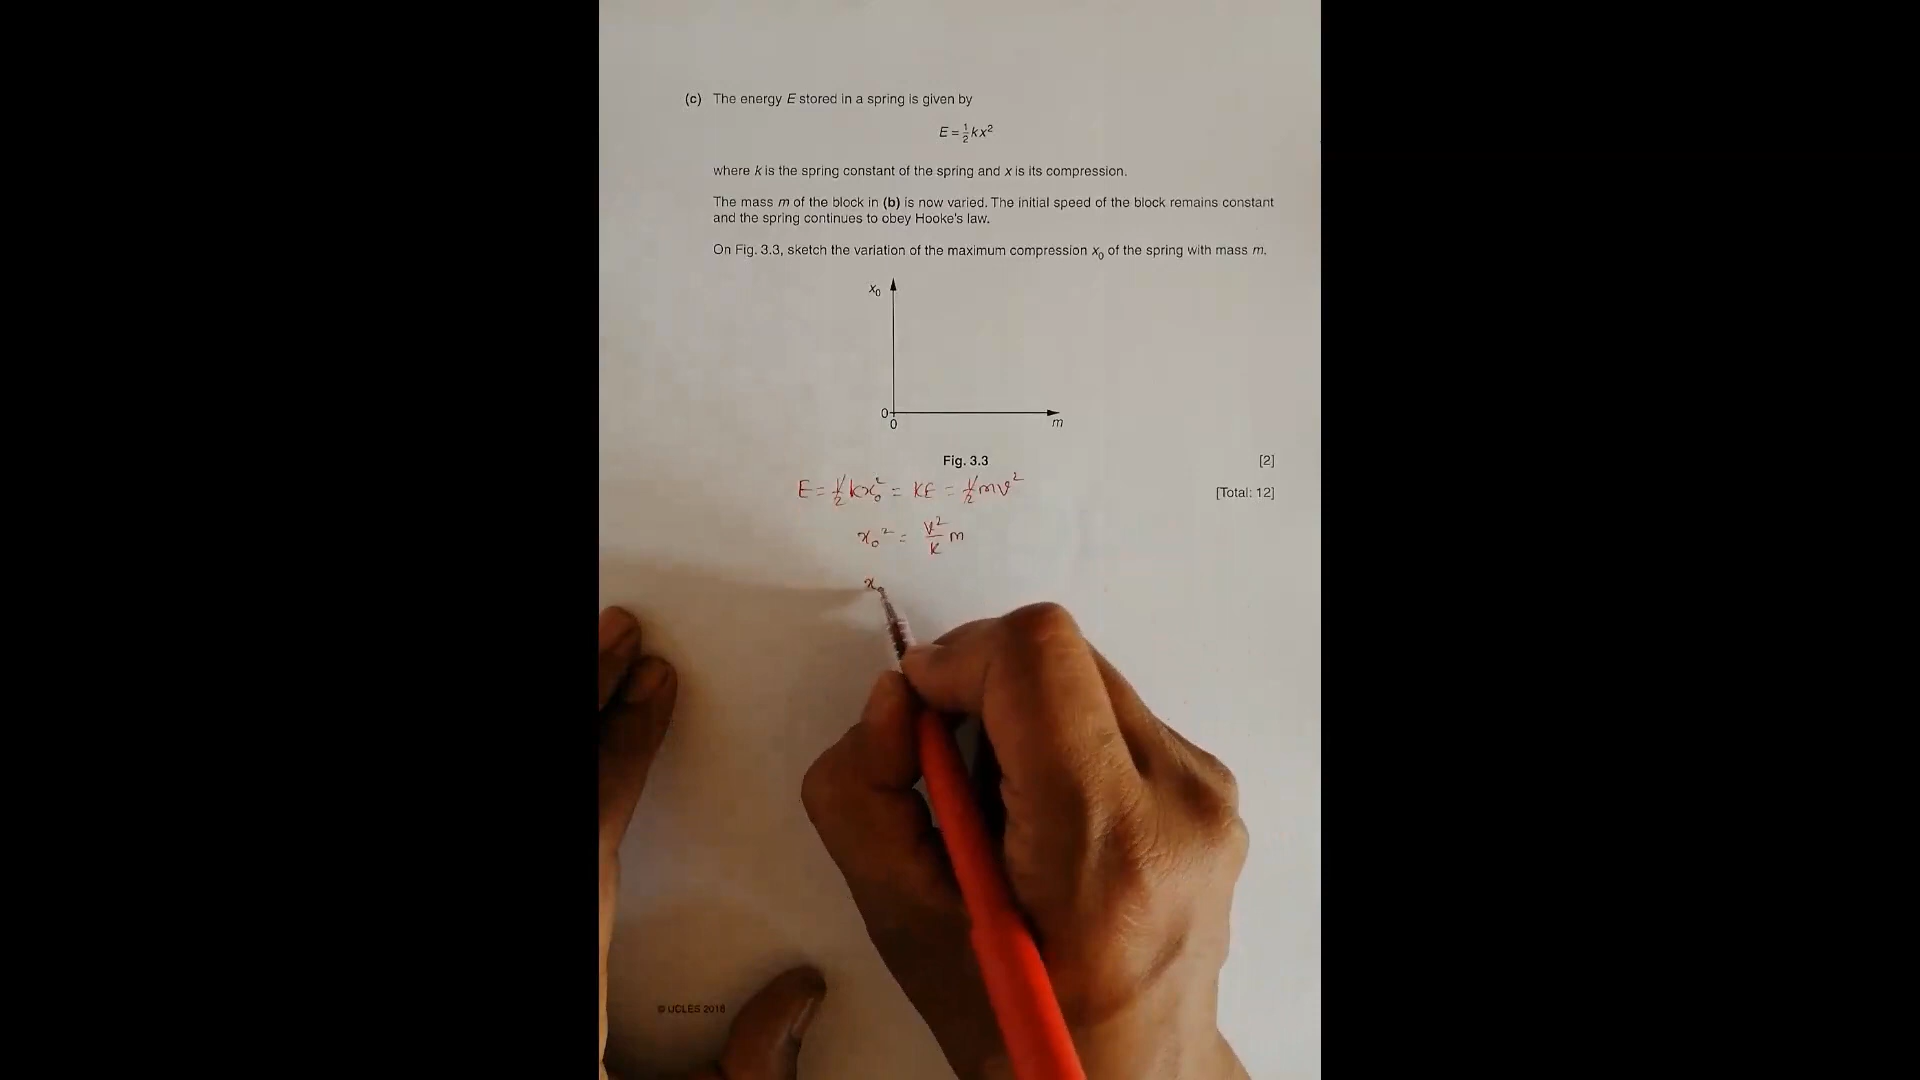 (c) The energy E stored in a spring is given by
E = ½kx²
where k is the spring constant of the spring and x is its compression.
The mass m of the block in (b) is now varied. The initial speed of the block remains constant
and the spring continues to obey Hooke's law.
On Fig. 3.3, sketch the variation of the maximum compression x₀ of the spring with mass m.
x₀
0
0
m
Fig. 3.3
[2]
E = ½kx₀² = KE = ½mv²
[Total: 12]
x₀² = v²/k m
x₀
© UCLES 2018